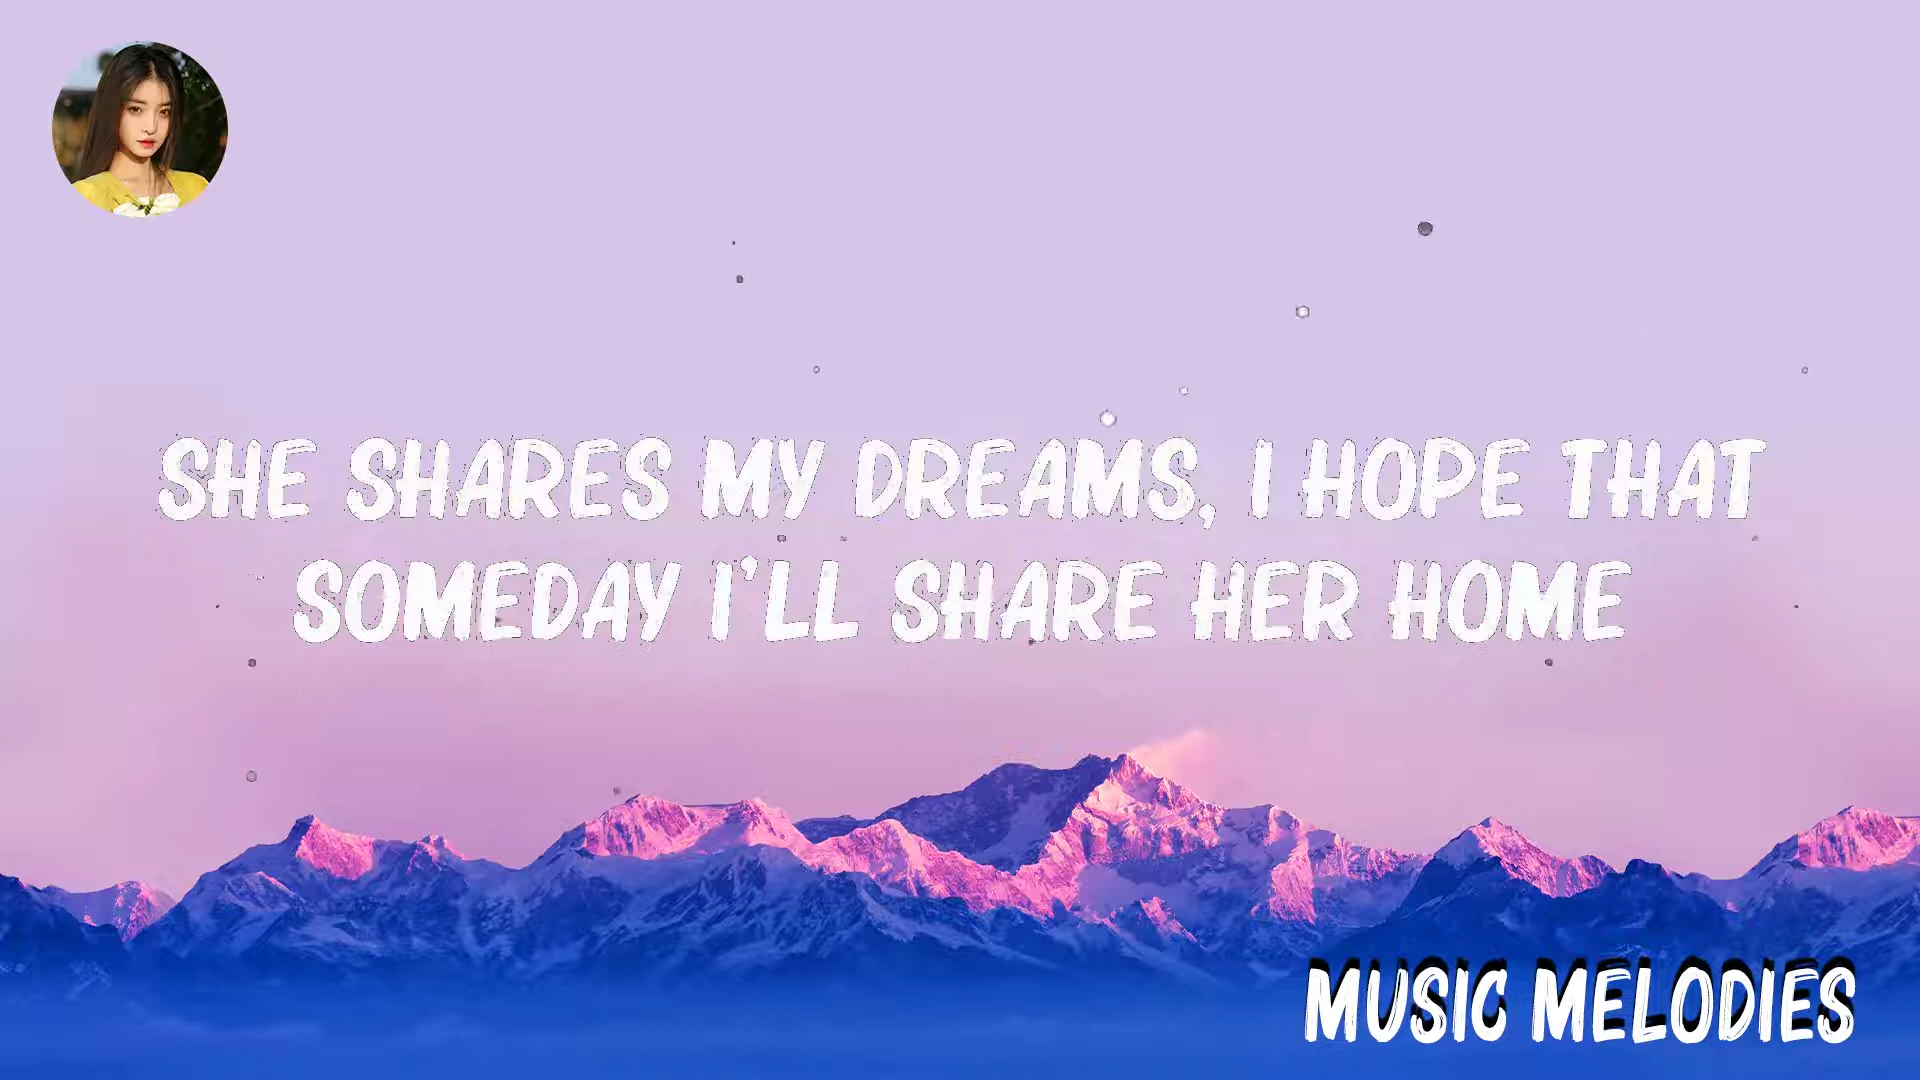 SHE SHARES MY DREAMS, I HOPE THAT
SOMEDAY I'LL SHARE HER HOME
MUSIC MELODIES